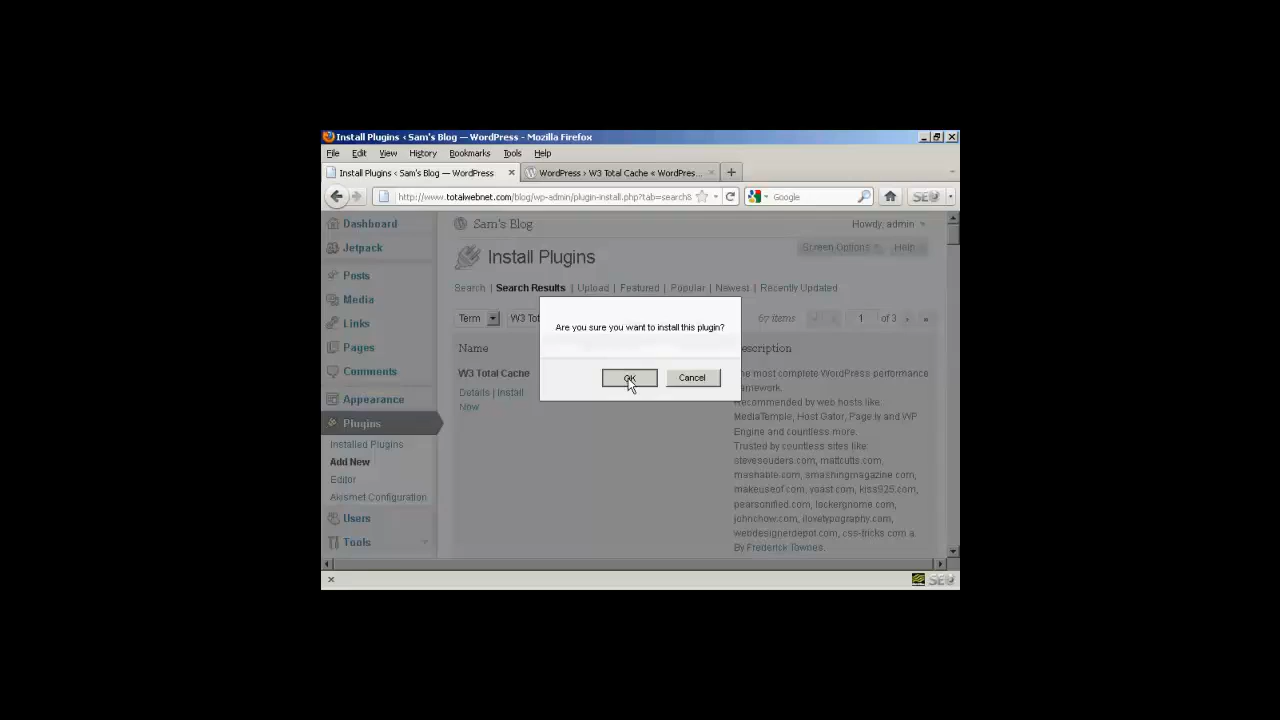 Install Plugins ‹ Sam's Blog — WordPress - Mozilla Firefox
File Edit View History Bookmarks Tools Help
Install Plugins ‹ Sam's Blog — WordPress WordPress › W3 Total Cache « WordPres...
http://www.totalwebnet.com/blog/wp-admin/plugin-install.php?tab=search& Google SEO
Dashboard
Jetpack
Posts
Media
Links
Pages
Comments
Appearance
Plugins
Installed Plugins
Add New
Editor
Akismet Configuration
Users
Tools
Sam's Blog Howdy, admin
Screen Options Help
Install Plugins
Search | Search Results | Upload | Featured | Popular | Newest | Recently Updated
Term W3 Tot 67 items « ‹ 1 of 3 › »
Name escription
W3 Total Cache
Details | Install
Now
he most complete WordPress performance
ramework.
Recommended by web hosts like:
MediaTemple, Host Gator, Page.ly and WP
Engine and countless more.
Trusted by countless sites like:
stevesouders.com, mattcutts.com,
mashable.com, smashingmagazine.com,
makeuseof.com, yoast.com, kiss925.com,
pearsonified.com, lockergnome.com,
johnchow.com, ilovetypography.com,
webdesignerdepot.com, css-tricks.com a.
By Frederick Townes.
Are you sure you want to install this plugin?
OK Cancel
SEO